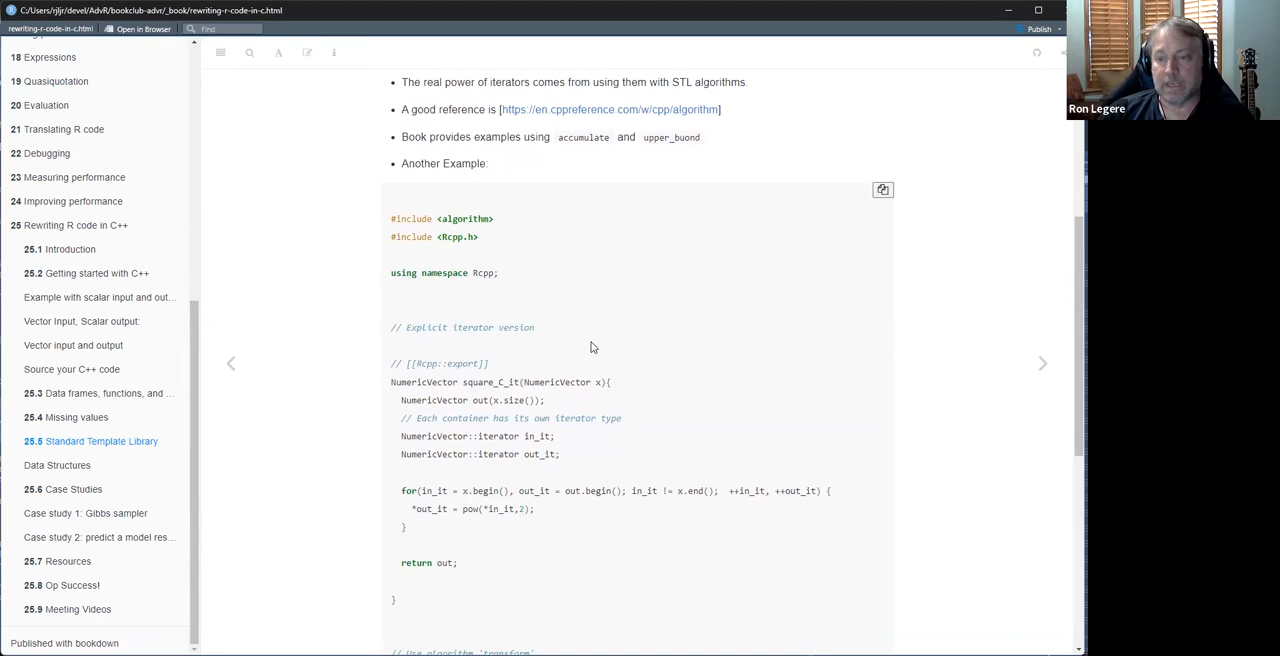 C:/Users/rjljr/devel/AdvR/bookclub-advr/_book/rewriting-r-code-in-c.html
rewriting-r-code-in-c.html Open in Browser Find Publish
18 Expressions
19 Quasiquotation
20 Evaluation
21 Translating R code
22 Debugging
23 Measuring performance
24 Improving performance
25 Rewriting R code in C++
25.1 Introduction
25.2 Getting started with C++
Example with scalar input and out...
Vector Input, Scalar output:
Vector input and output
Source your C++ code
25.3 Data frames, functions, and ...
25.4 Missing values
25.5 Standard Template Library
Data Structures
25.6 Case Studies
Case study 1: Gibbs sampler
Case study 2: predict a model res...
25.7 Resources
25.8 Op Success!
25.9 Meeting Videos
Published with bookdown
• The real power of iterators comes from using them with STL algorithms.
• A good reference is [https://en.cppreference.com/w/cpp/algorithm]
• Book provides examples using accumulate and upper_buond
• Another Example:
#include <algorithm>
#include <Rcpp.h>
using namespace Rcpp;
// Explicit iterator version
// [[Rcpp::export]]
NumericVector square_C_it(NumericVector x){
NumericVector out(x.size());
// Each container has its own iterator type
NumericVector::iterator in_it;
NumericVector::iterator out_it;
for(in_it = x.begin(), out_it = out.begin(); in_it != x.end();  ++in_it, ++out_it) {
*out_it = pow(*in_it,2);
}
return out;
}
// Use algorithm 'transform'
Ron Legere